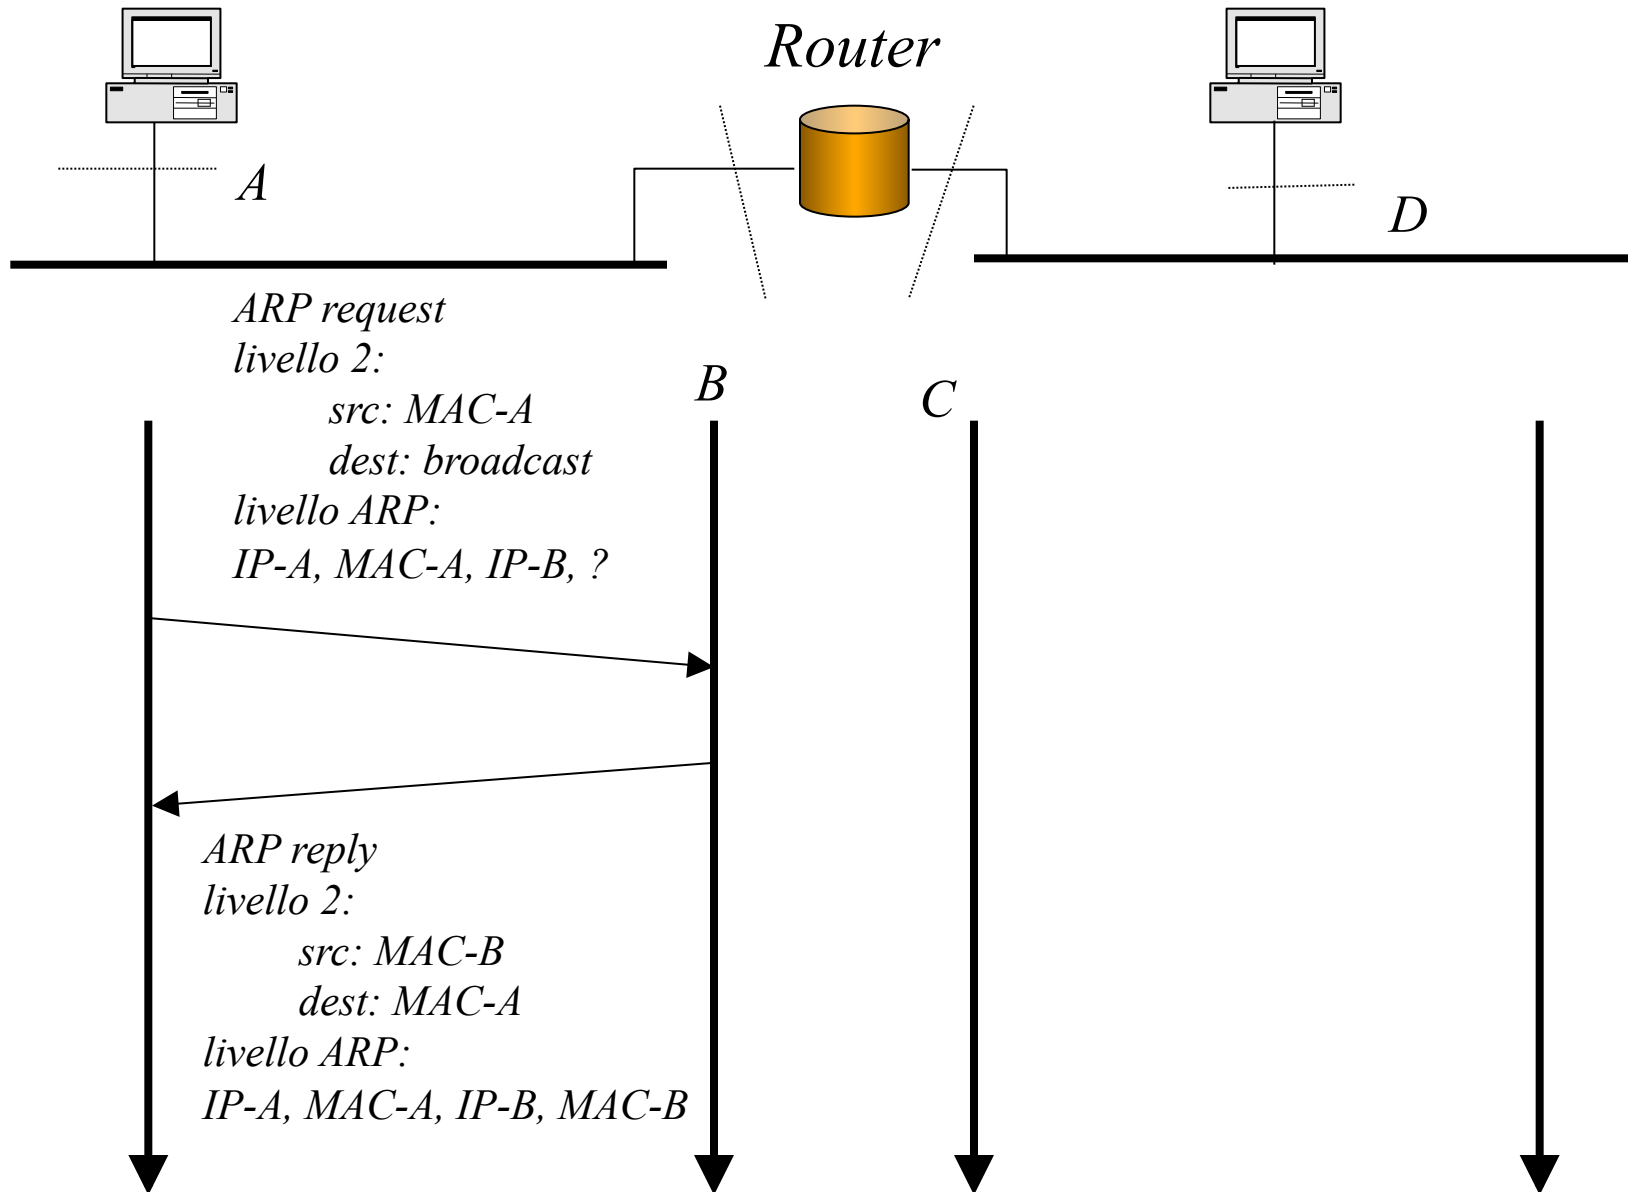 Router
A
D
ARP request
livello 2:
src: MAC-A
dest: broadcast
livello ARP:
IP-A, MAC-A, IP-B, ?
B
C
ARP reply
livello 2:
src: MAC-B
dest: MAC-A
livello ARP:
IP-A, MAC-A, IP-B, MAC-B